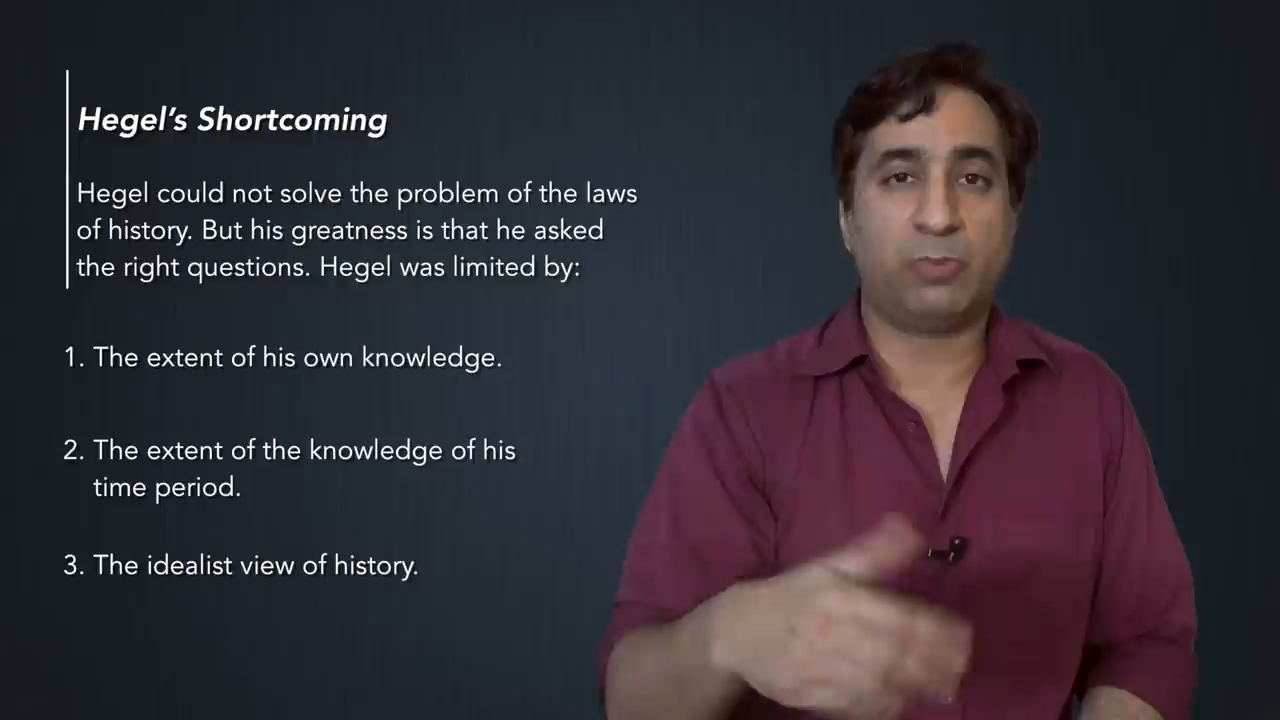 Hegel's Shortcoming
Hegel could not solve the problem of the laws
of history. But his greatness is that he asked
the right questions. Hegel was limited by:
1. The extent of his own knowledge.
2. The extent of the knowledge of his
time period.
3. The idealist view of history.